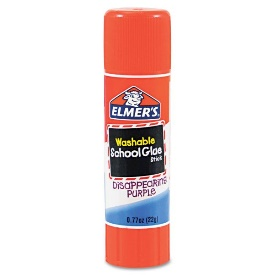 ELMER'S
Washable
School Glue
Stick
DISAPPEARING
PURPLE
0.77oz (22g)